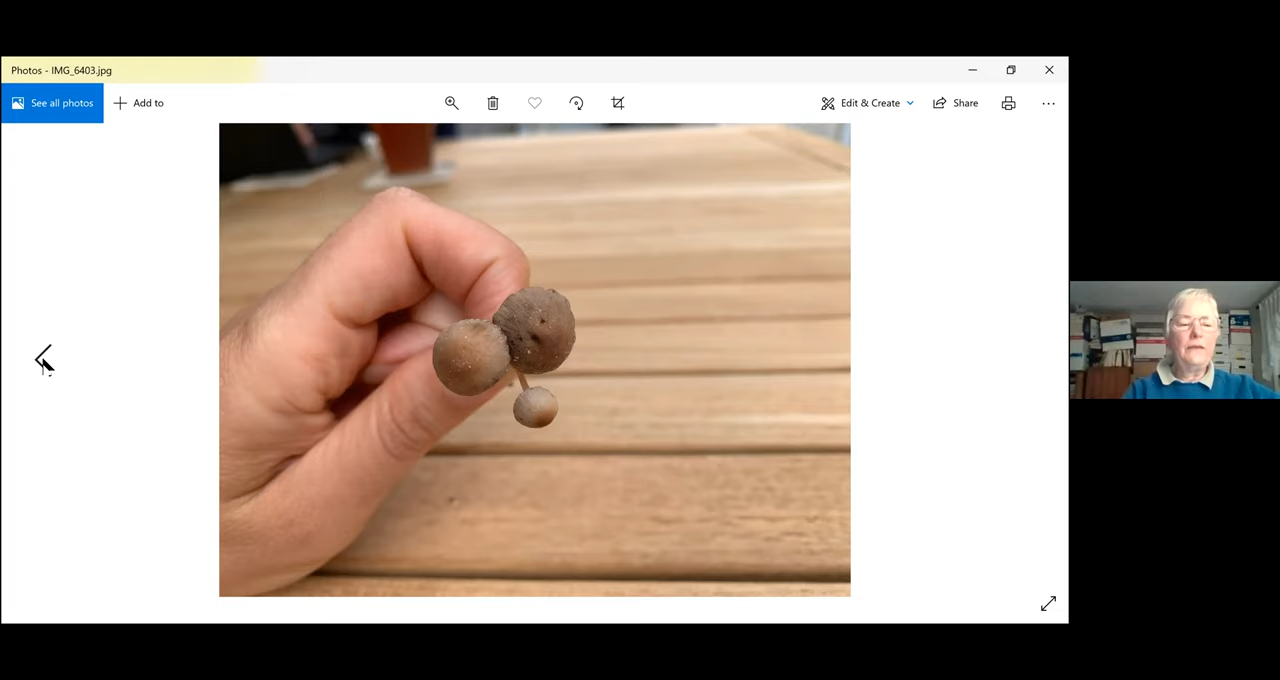 Photos - IMG_6403.jpg
See all photos
Add to
Edit & Create
Share